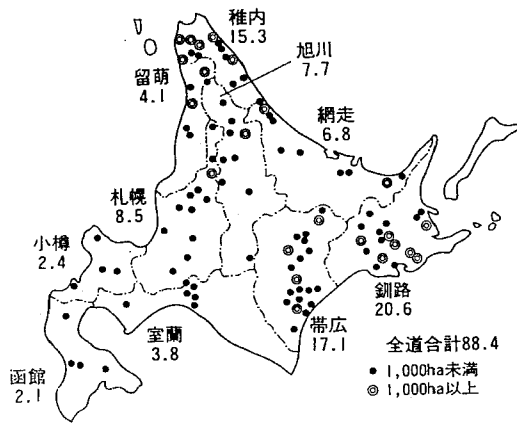 稚内
15.3
旭川
7.7
留萌
4.1
網走
6.8
札幌
8.5
小樽
2.4
釧路
20.6
帯広
17.1
室蘭
3.8
函館
2.1
全道合計88.4
● 1,000ha未満
◎ 1,000ha以上